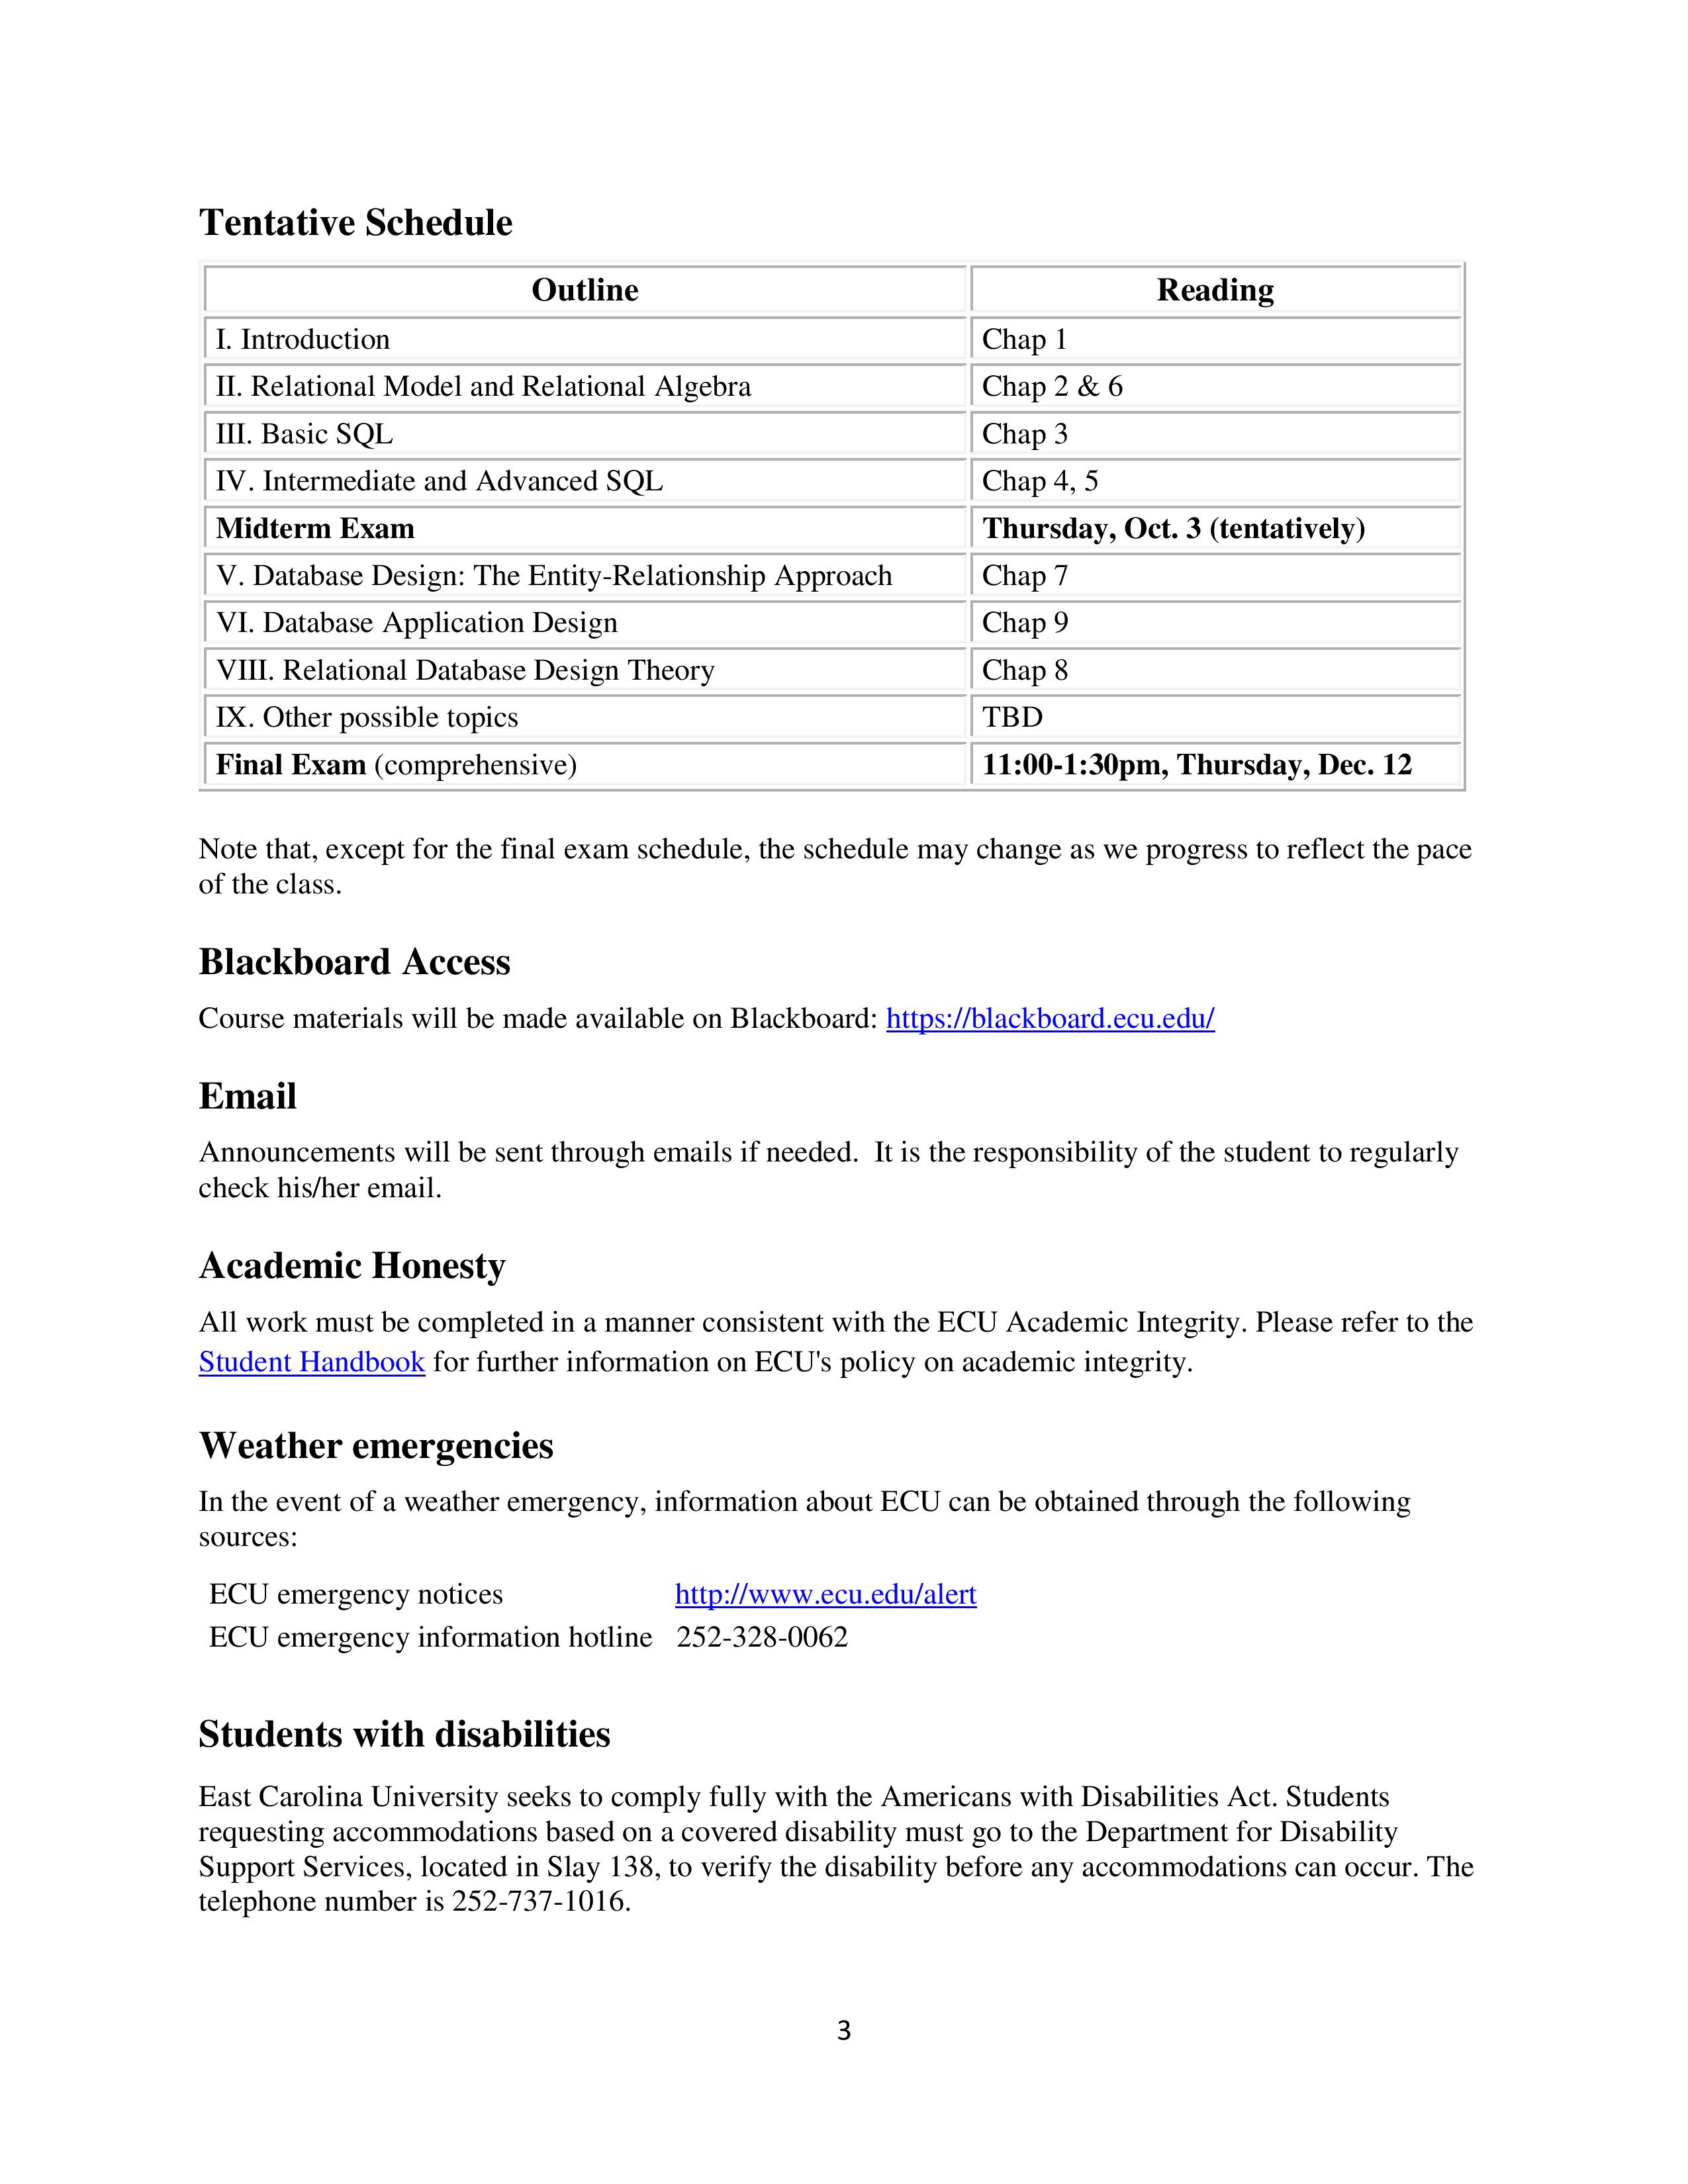 Tentative Schedule
Outline Reading
I. Introduction Chap 1
II. Relational Model and Relational Algebra Chap 2 & 6
III. Basic SQL Chap 3
IV. Intermediate and Advanced SQL Chap 4, 5
Midterm Exam Thursday, Oct. 3 (tentatively)
V. Database Design: The Entity-Relationship Approach Chap 7
VI. Database Application Design Chap 9
VIII. Relational Database Design Theory Chap 8
IX. Other possible topics TBD
Final Exam (comprehensive) 11:00-1:30pm, Thursday, Dec. 12
Note that, except for the final exam schedule, the schedule may change as we progress to reflect the pace
of the class.
Blackboard Access
Course materials will be made available on Blackboard: https://blackboard.ecu.edu/
Email
Announcements will be sent through emails if needed.  It is the responsibility of the student to regularly
check his/her email.
Academic Honesty
All work must be completed in a manner consistent with the ECU Academic Integrity. Please refer to the
Student Handbook for further information on ECU's policy on academic integrity.
Weather emergencies
In the event of a weather emergency, information about ECU can be obtained through the following
sources:
ECU emergency notices http://www.ecu.edu/alert
ECU emergency information hotline 252-328-0062
Students with disabilities
East Carolina University seeks to comply fully with the Americans with Disabilities Act. Students
requesting accommodations based on a covered disability must go to the Department for Disability
Support Services, located in Slay 138, to verify the disability before any accommodations can occur. The
telephone number is 252-737-1016.
3